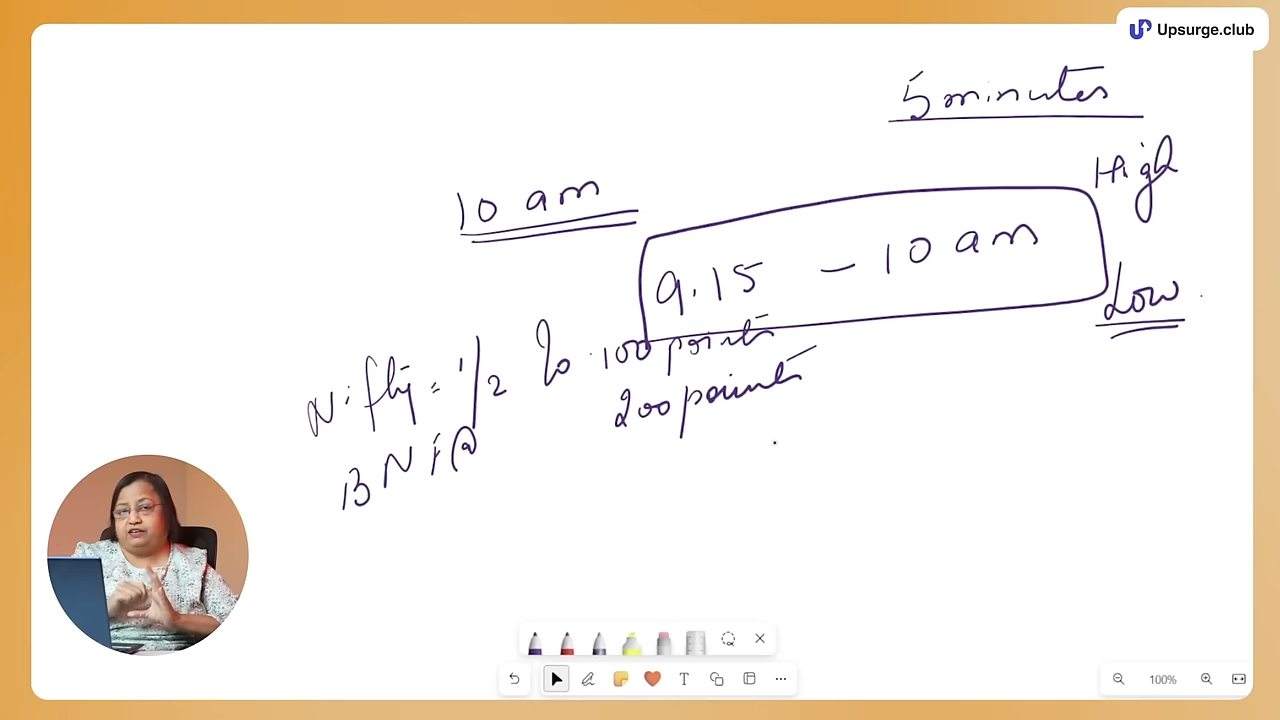 Upsurge.club
5 minutes
High
10 am
9.15 – 10 am
Low
Nifty = 1/2 % 100 points
200 points
BNF
100%